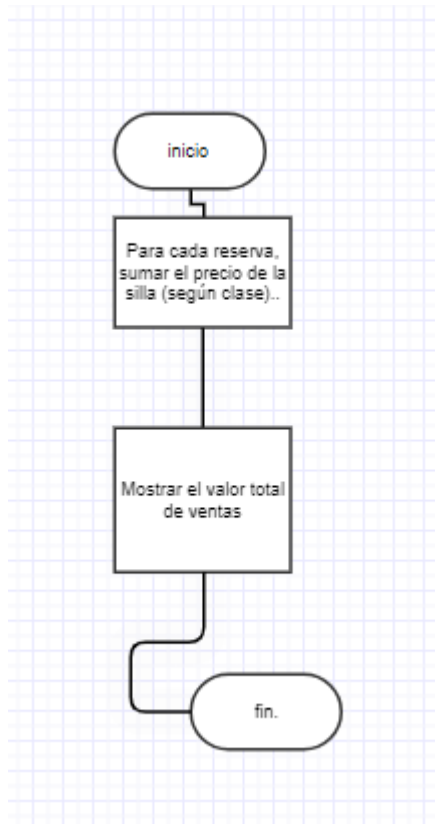 inicio
Para cada reserva,
sumar el precio de la
silla (según clase)..
Mostrar el valor total
de ventas
fin.